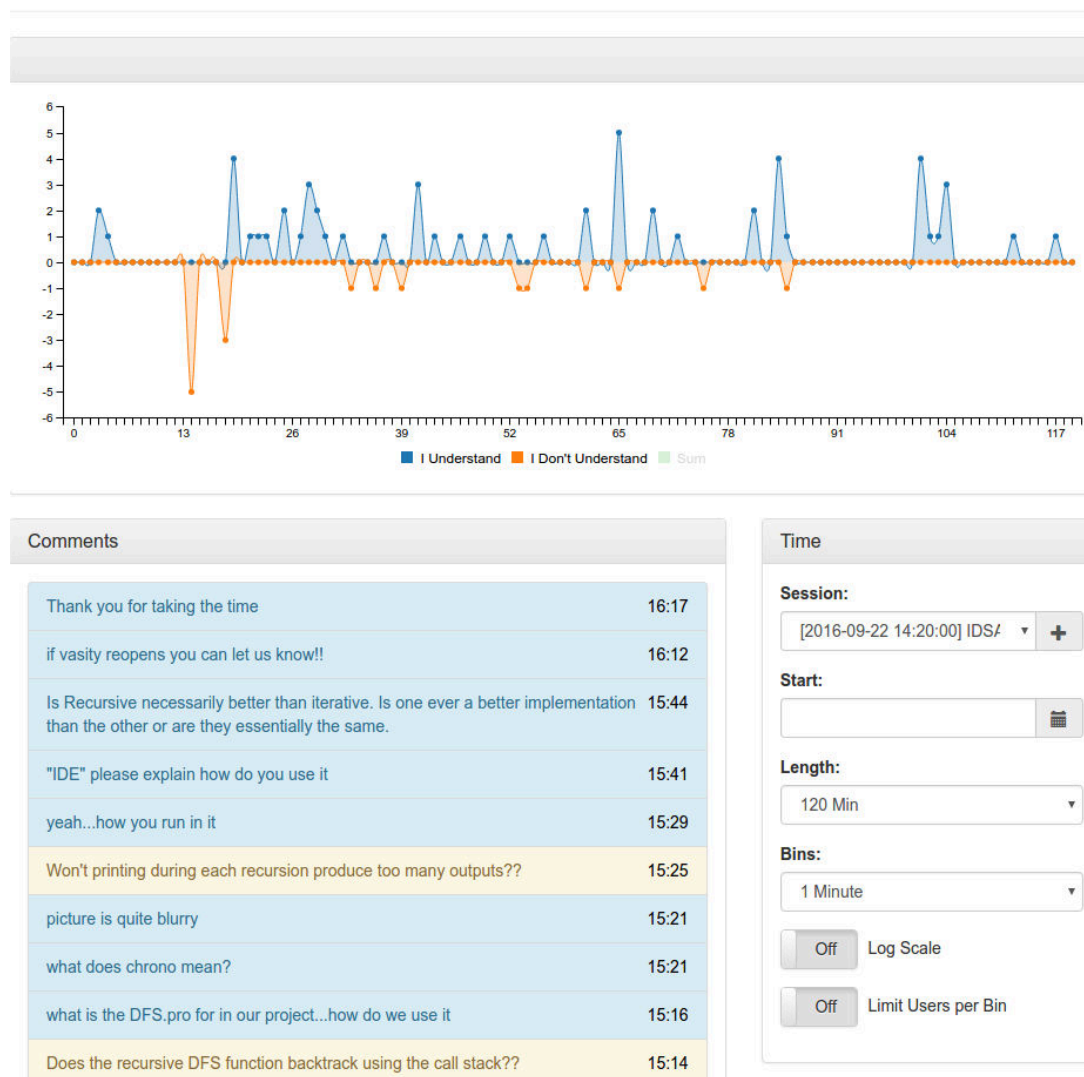 6
5
4
3
2
1
0
-1
-2
-3
-4
-5
-6
0 13 26 39 52 65 78 91 104 117
I Understand I Don't Understand Sum
Comments
Thank you for taking the time 16:17
if vasity reopens you can let us know!! 16:12
Is Recursive necessarily better than iterative. Is one ever a better implementation 15:44
than the other or are they essentially the same.
"IDE" please explain how do you use it 15:41
yeah...how you run in it 15:29
Won't printing during each recursion produce too many outputs?? 15:25
picture is quite blurry 15:21
what does chrono mean? 15:21
what is the DFS.pro for in our project...how do we use it 15:16
Does the recursive DFS function backtrack using the call stack?? 15:14
Time
Session:
[2016-09-22 14:20:00] IDSA
Start:
Length:
120 Min
Bins:
1 Minute
Off Log Scale
Off Limit Users per Bin